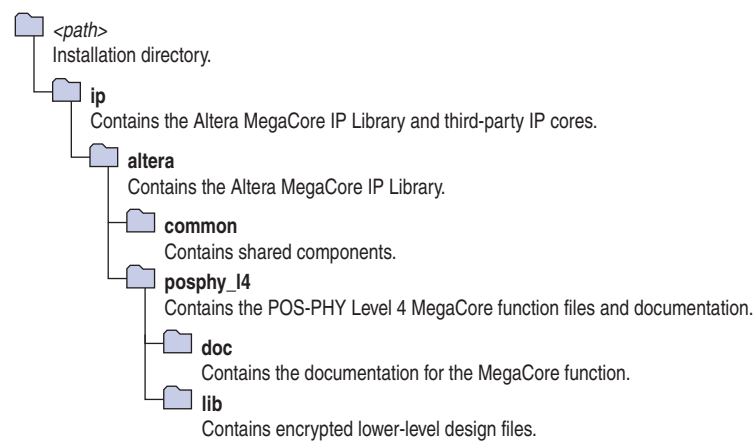 <path>
Installation directory.
ip
Contains the Altera MegaCore IP Library and third-party IP cores.
altera
Contains the Altera MegaCore IP Library.
common
Contains shared components.
posphy_l4
Contains the POS-PHY Level 4 MegaCore function files and documentation.
doc
Contains the documentation for the MegaCore function.
lib
Contains encrypted lower-level design files.